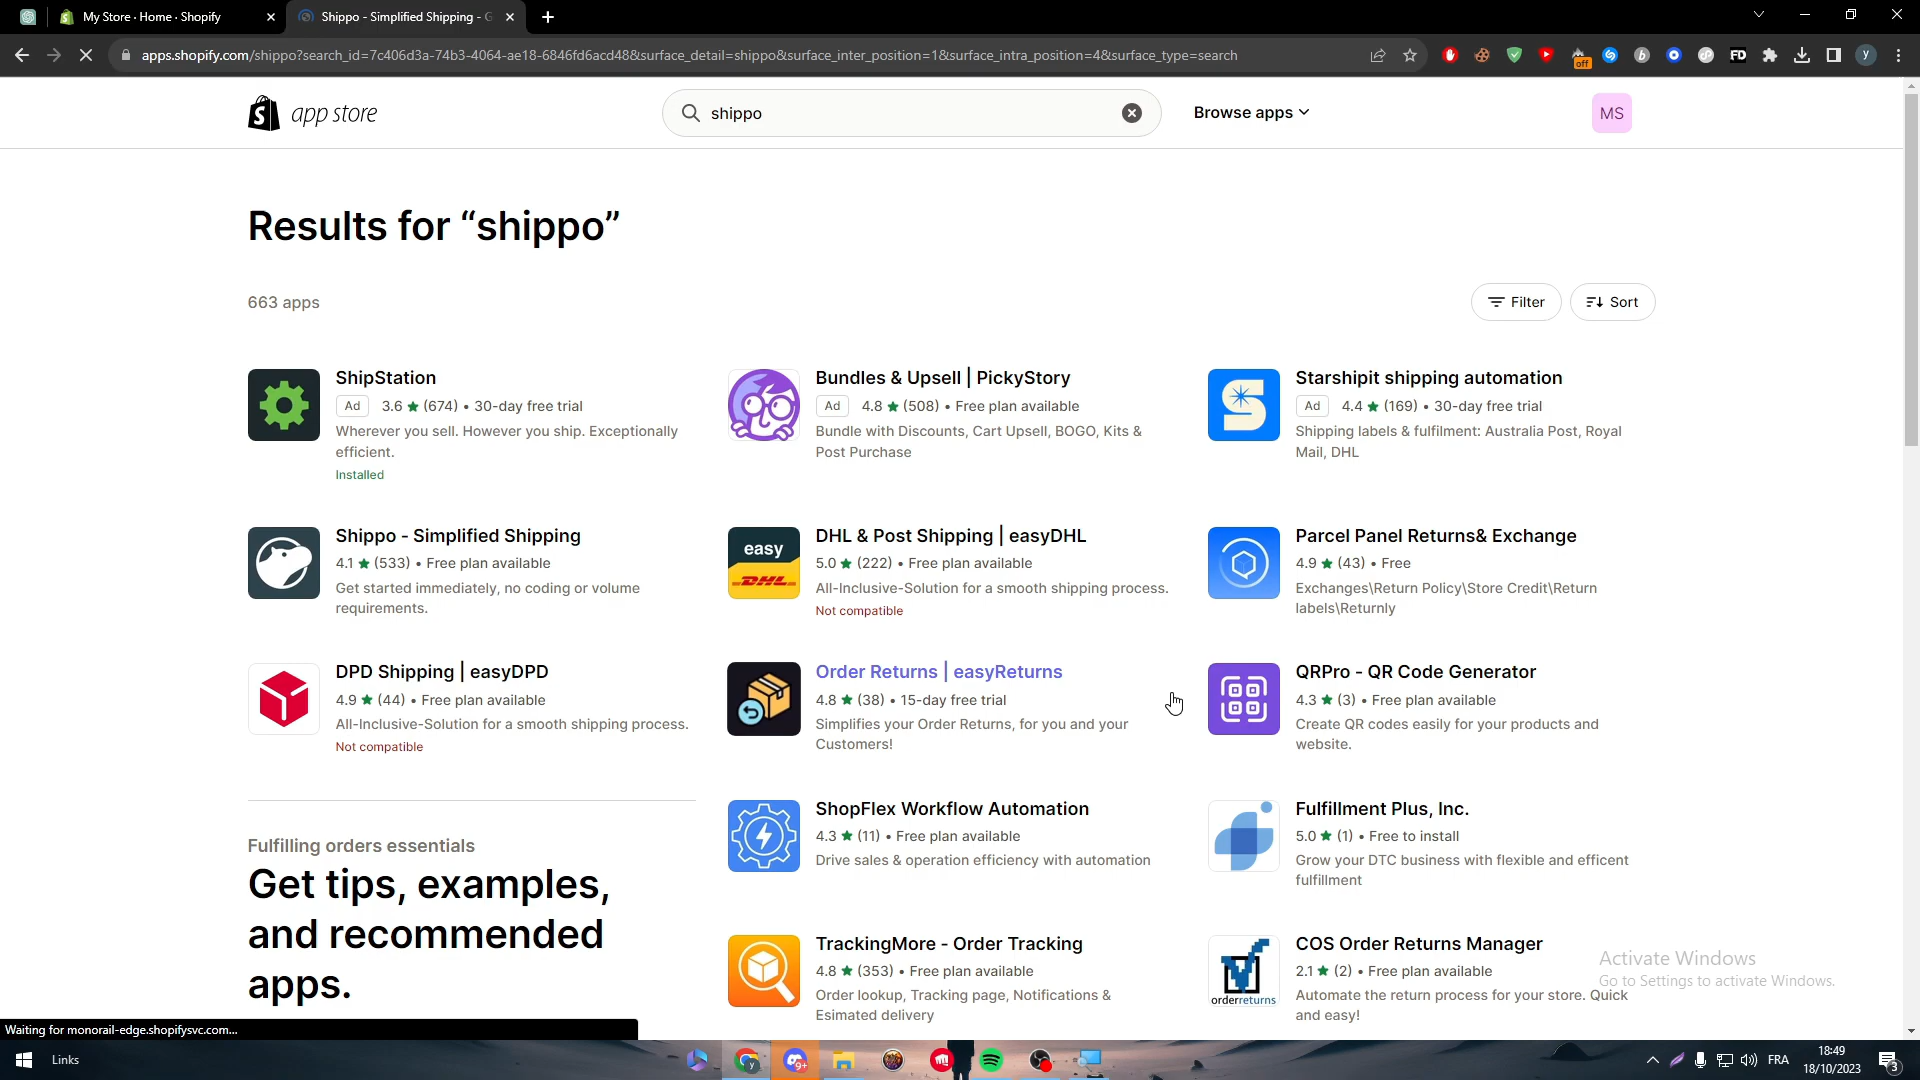 My Store · Home · Shopify
Shippo - Simplified Shipping - G
apps.shopify.com/shippo?search_id=7c406d3a-74b3-4064-ae18-6846fd6acd48&surface_detail=shippo&surface_inter_position=1&surface_intra_position=4&surface_type=search
off
FD
y
app store
shippo
Browse apps
MS
Results for “shippo”
663 apps
Filter
Sort
ShipStation
Ad 3.6 ★ (674) • 30-day free trial
Wherever you sell. However you ship. Exceptionally
efficient.
Installed
Bundles & Upsell | PickyStory
Ad 4.8 ★ (508) • Free plan available
Bundle with Discounts, Cart Upsell, BOGO, Kits &
Post Purchase
Starshipit shipping automation
Ad 4.4 ★ (169) • 30-day free trial
Shipping labels & fulfilment: Australia Post, Royal
Mail, DHL
Shippo - Simplified Shipping
4.1 ★ (533) • Free plan available
Get started immediately, no coding or volume
requirements.
easy
DHL
DHL & Post Shipping | easyDHL
5.0 ★ (222) • Free plan available
All-Inclusive-Solution for a smooth shipping process.
Not compatible
Parcel Panel Returns& Exchange
4.9 ★ (43) • Free
Exchanges\Return Policy\Store Credit\Return
labels\Returnly
DPD Shipping | easyDPD
4.9 ★ (44) • Free plan available
All-Inclusive-Solution for a smooth shipping process.
Not compatible
Order Returns | easyReturns
4.8 ★ (38) • 15-day free trial
Simplifies your Order Returns, for you and your
Customers!
QRPro - QR Code Generator
4.3 ★ (3) • Free plan available
Create QR codes easily for your products and
website.
Fulfilling orders essentials
Get tips, examples,
and recommended
apps.
ShopFlex Workflow Automation
4.3 ★ (11) • Free plan available
Drive sales & operation efficiency with automation
Fulfillment Plus, Inc.
5.0 ★ (1) • Free to install
Grow your DTC business with flexible and efficent
fulfillment
TrackingMore - Order Tracking
4.8 ★ (353) • Free plan available
Order lookup, Tracking page, Notifications &
Esimated delivery
orderreturns
COS Order Returns Manager
2.1 ★ (2) • Free plan available
Automate the return process for your store. Quick
and easy!
Activate Windows
Go to Settings to activate Windows.
Waiting for monorail-edge.shopifysvc.com...
Links
y
9+
FRA
18:49
18/10/2023
3